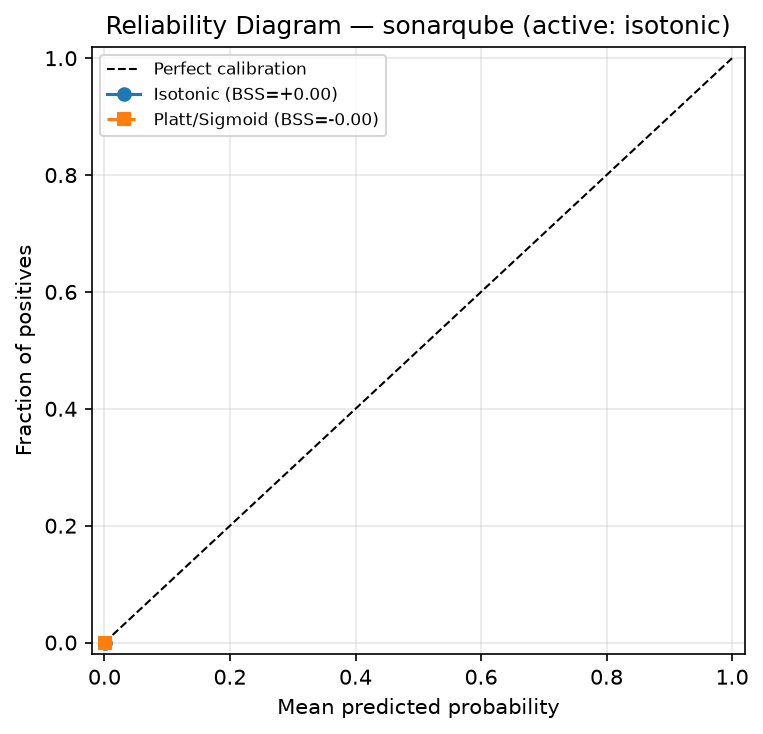 Reliability Diagram — sonarqube (active: isotonic)
Perfect calibration
Isotonic (BSS=+0.00)
Platt/Sigmoid (BSS=-0.00)
1.0
0.8
0.6
0.4
0.2
0.0
Fraction of positives
0.0 0.2 0.4 0.6 0.8 1.0
Mean predicted probability